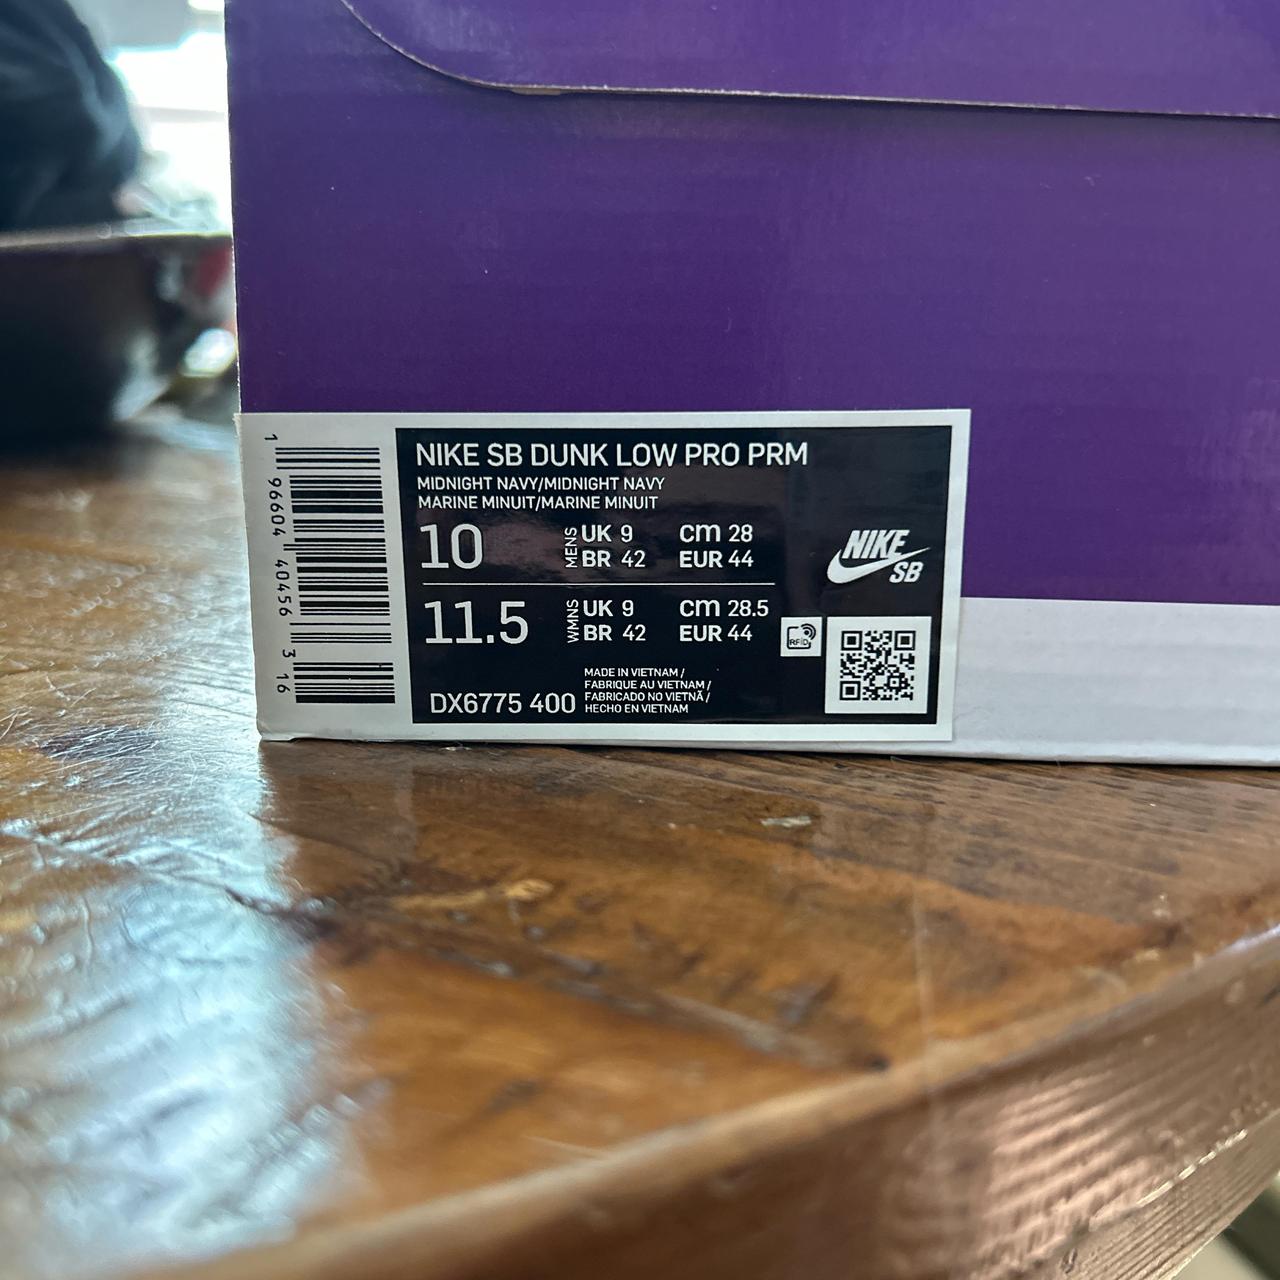 NIKE SB DUNK LOW PRO PRM
MIDNIGHT NAVY/MIDNIGHT NAVY
MARINE MINUIT/MARINE MINUIT
10 MENS UK 9 CM 28
BR 42 EUR 44
11.5 WMNS UK 9 CM 28.5
BR 42 EUR 44
NIKE
SB
RFID
DX6775 400
MADE IN VIETNAM /
FABRIQUE AU VIETNAM /
FABRICADO NO VIETNÃ /
HECHO EN VIETNAM
1 96604 40456 3 16